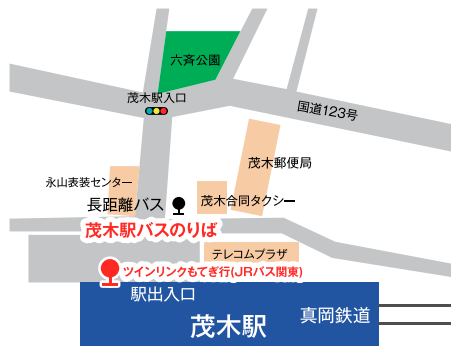 六斉公園
茂木駅入口
国道123号
茂木郵便局
永山表装センター
長距離バス
茂木合同タクシー
茂木駅バスのりば
テレコムプラザ
ツインリンクもてぎ行(JRバス関東)
駅出入口
真岡鉄道
茂木駅